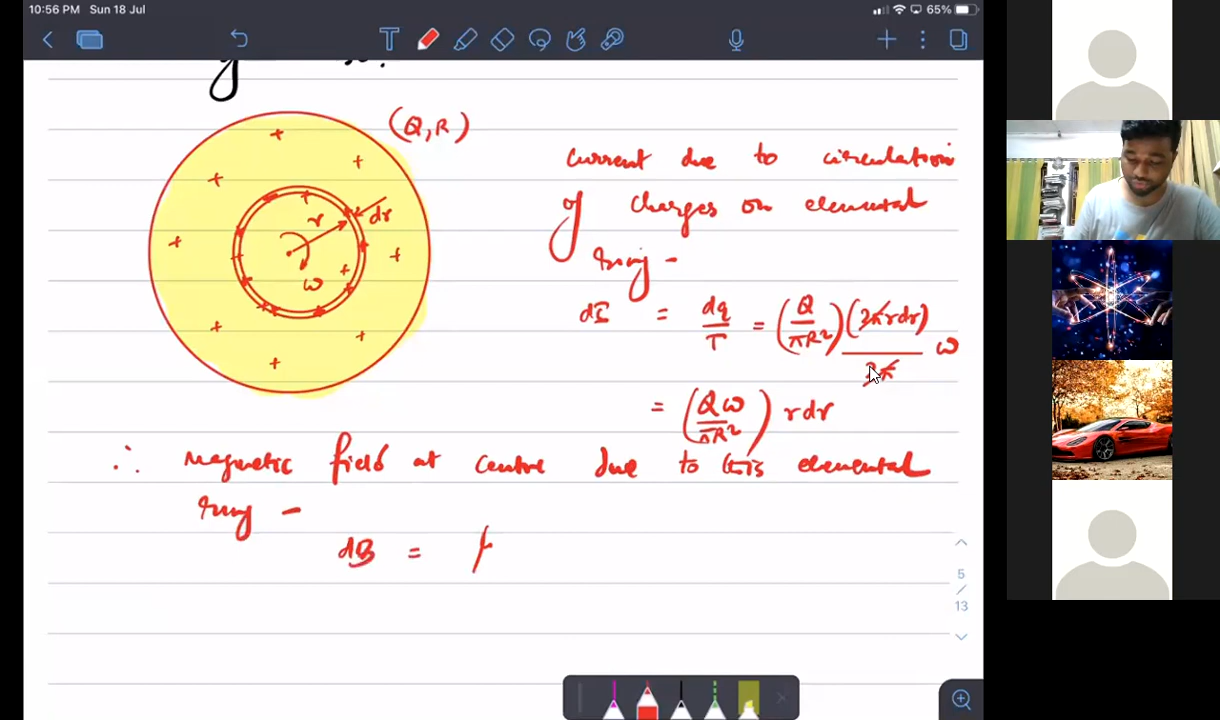 10:56 PM Sun 18 Jul
65%
(Q, R)
r
dr
ω
current due to circulation
of charges on elemental
ring -
dI = dq/T = (Q/πR²) (2πrdr)/2π ω
= (Qω/πR²) rdr
∴ Magnetic field at centre due to this elemental
ring -
dB =
5
/
13